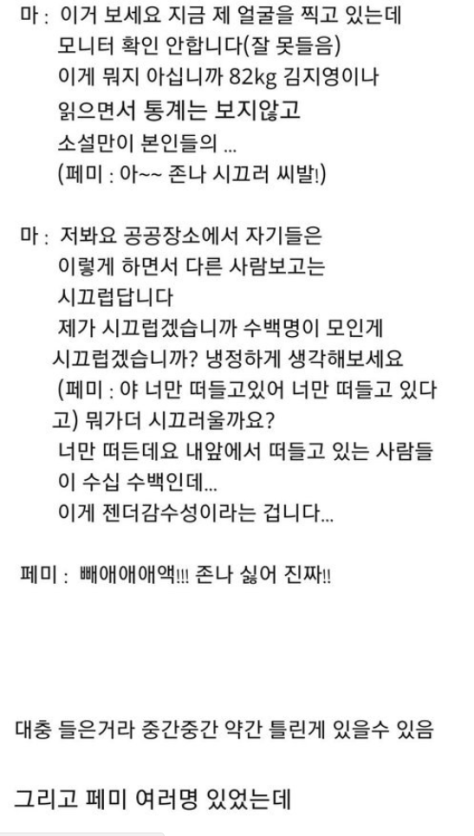 마 : 이거 보세요 지금 제 얼굴을 찍고 있는데
모니터 확인 안합니다(잘 못들음)
이게 뭐지 아십니까 82kg 김지영이나
읽으면서 통계는 보지않고
소설만이 본인들의 ...
(페미 : 아~~ 존나 시끄러 씨발!)
마 : 저봐요 공공장소에서 자기들은
이렇게 하면서 다른 사람보고는
시끄럽답니다
제가 시끄럽겠습니까 수백명이 모인게
시끄럽겠습니까? 냉정하게 생각해보세요
(페미 : 야 너만 떠들고있어 너만 떠들고 있다
고) 뭐가더 시끄러울까요?
너만 떠든데요 내앞에서 떠들고 있는 사람들
이 수십 수백인데...
이게 젠더감수성이라는 겁니다...
페미 : 빼애애애액!!! 존나 싫어 진짜!!
대충 들은거라 중간중간 약간 틀린게 있을수 있음
그리고 페미 여러명 있었는데